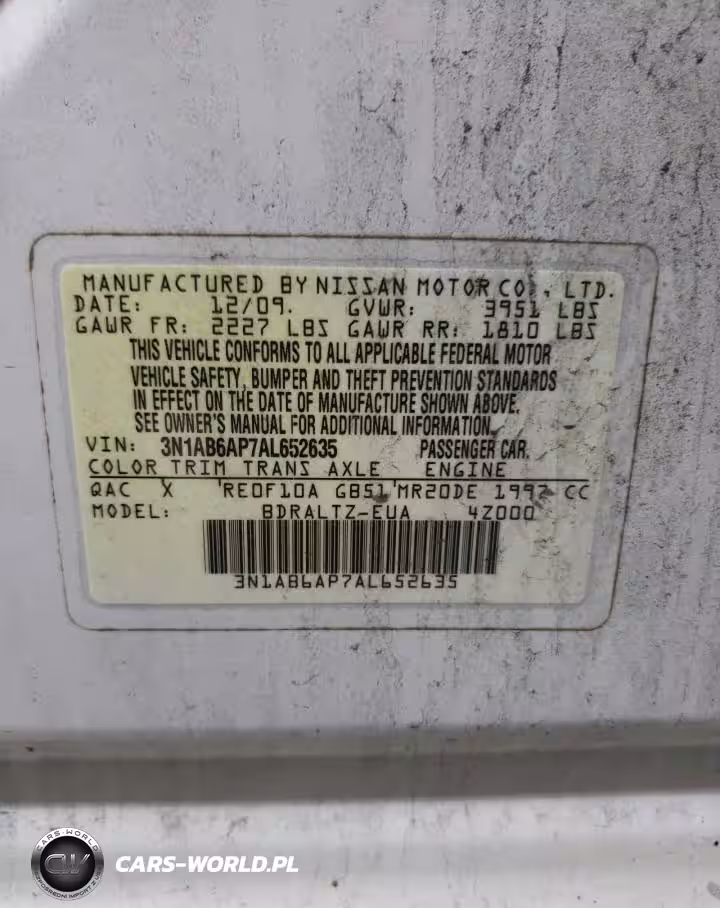 MANUFACTURED BY NISSAN MOTOR CO., LTD.
DATE: 12/09. GVWR: 3951 LBS
GAWR FR: 2227 LBS GAWR RR: 1810 LBS
THIS VEHICLE CONFORMS TO ALL APPLICABLE FEDERAL MOTOR
VEHICLE SAFETY, BUMPER AND THEFT PREVENTION STANDARDS
IN EFFECT ON THE DATE OF MANUFACTURE SHOWN ABOVE.
SEE OWNER'S MANUAL FOR ADDITIONAL INFORMATION.
VIN: 3N1AB6AP7AL652635 PASSENGER CAR.
COLOR TRIM TRANS AXLE ENGINE
QAC X RE0F10A GB51 MR20DE 1997 CC
MODEL: BDRALTZ-EUA 4Z000
3N1AB6AP7AL652635
CARS-WORLD
CW
CARS-WORLD.PL